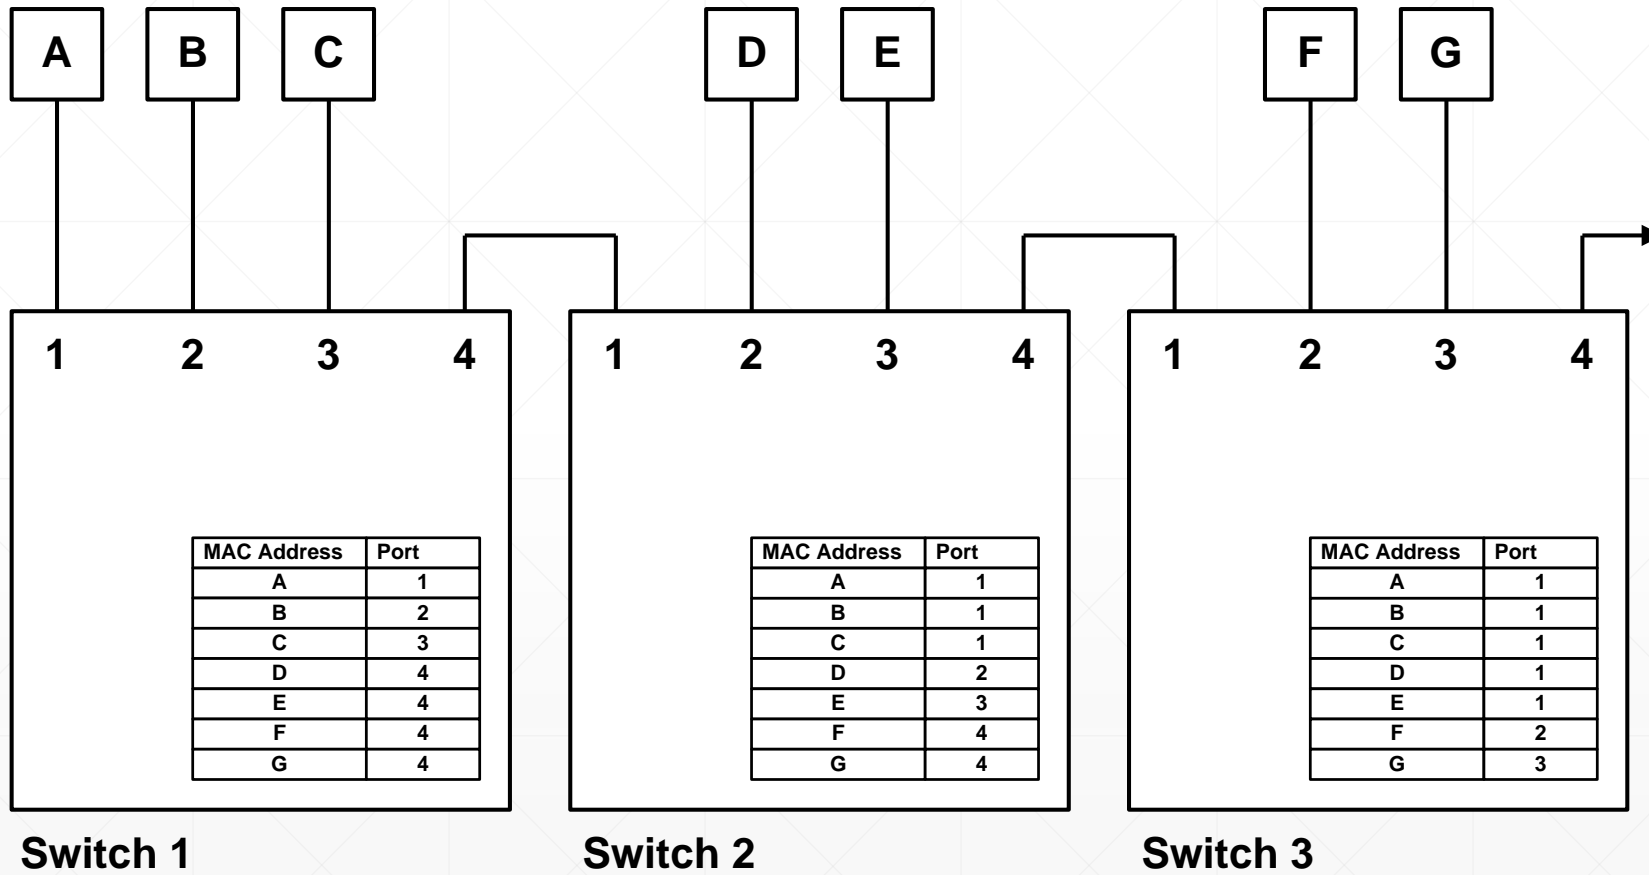 A B C D E F G
1 2 3 4 1 2 3 4 1 2 3 4
MAC Address Port
A 1
B 2
C 3
D 4
E 4
F 4
G 4
MAC Address Port
A 1
B 1
C 1
D 2
E 3
F 4
G 4
MAC Address Port
A 1
B 1
C 1
D 1
E 1
F 2
G 3
Switch 1 Switch 2 Switch 3